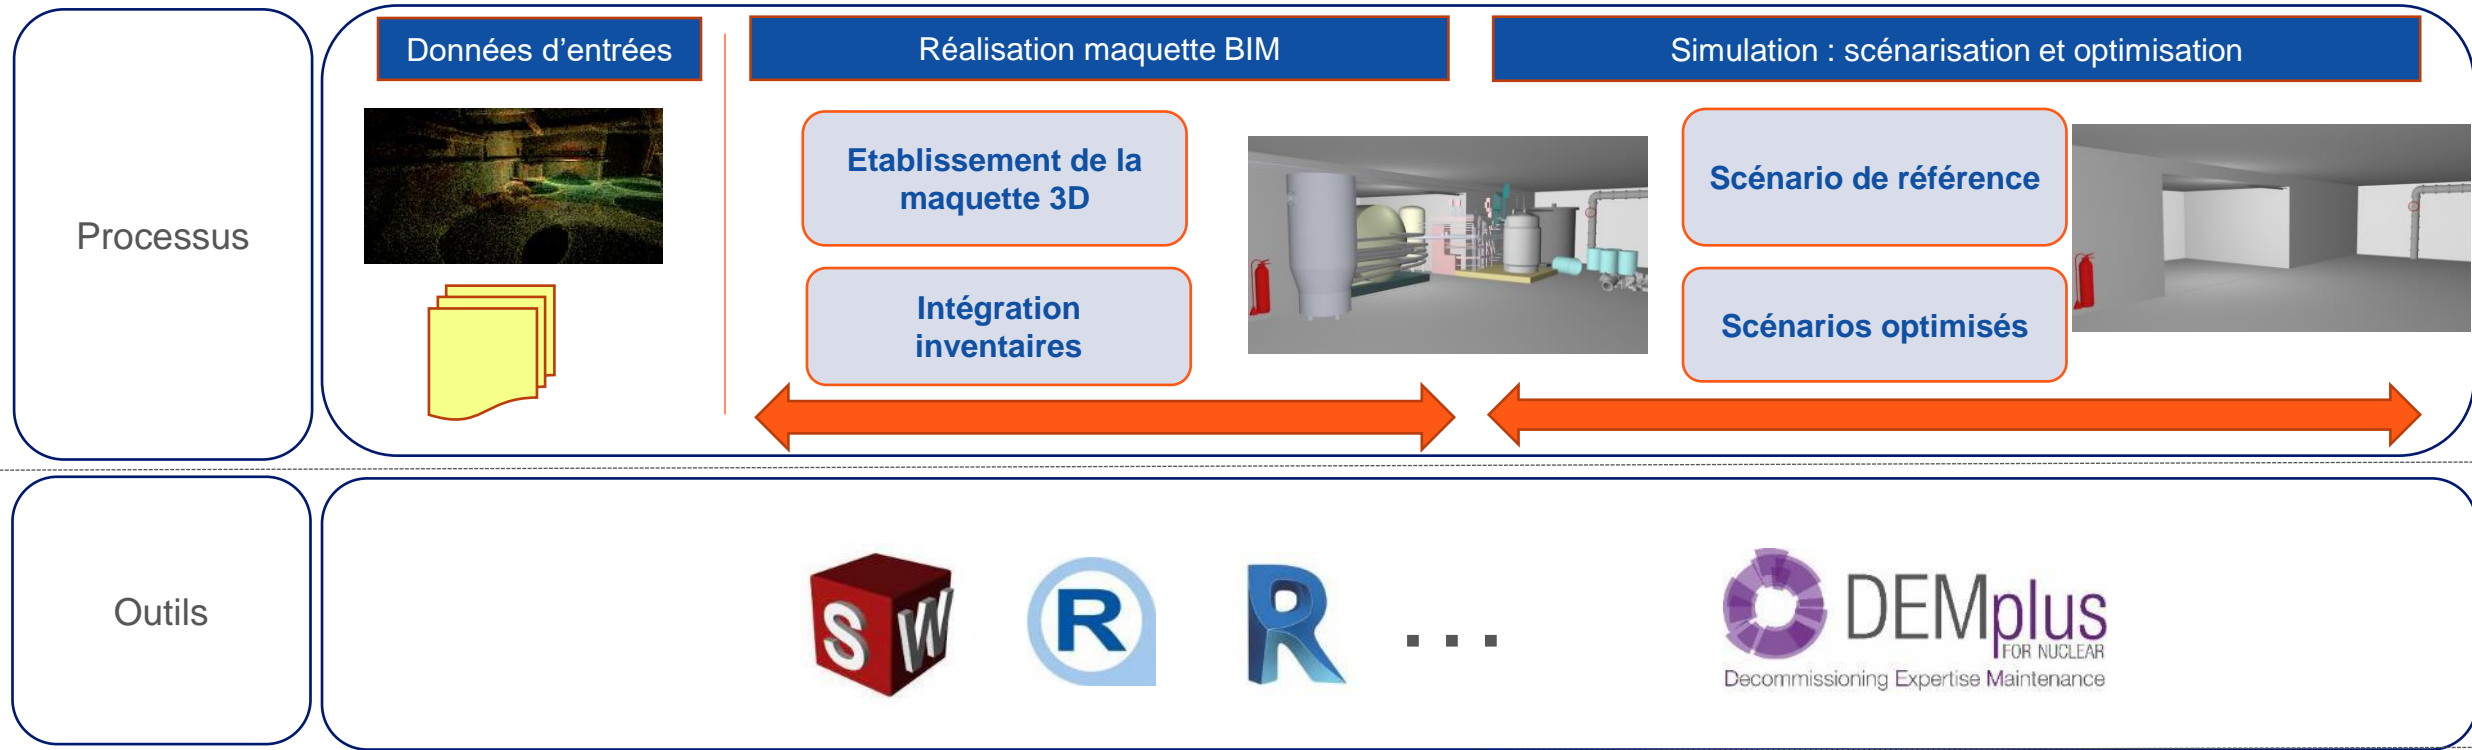 Données d'entrées
Réalisation maquette BIM
Simulation : scénarisation et optimisation
Processus
Etablissement de la
maquette 3D
Intégration
inventaires
Scénario de référence
Scénarios optimisés
Outils
SW
R
R
...
DEMplus
FOR NUCLEAR
Decommissioning Expertise Maintenance